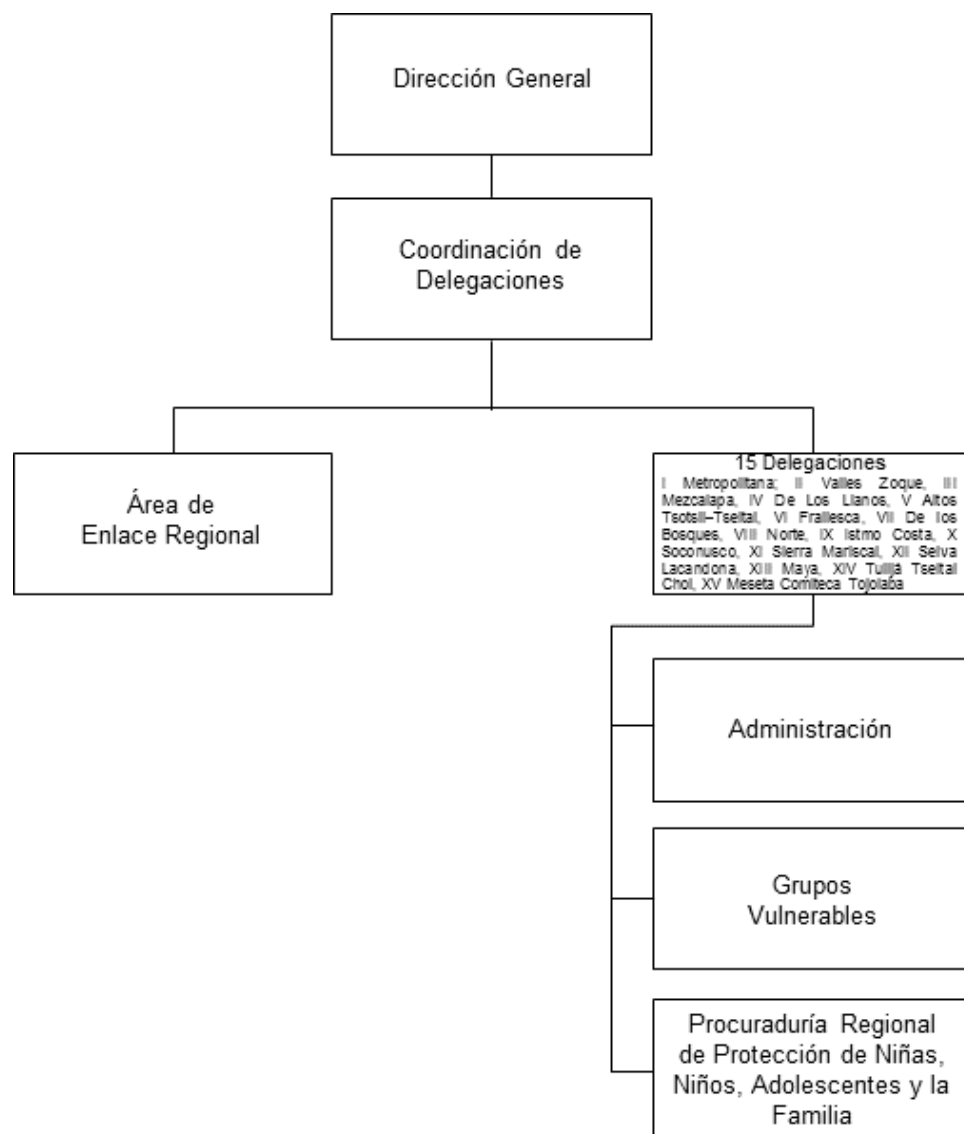 Dirección General
Coordinación de
Delegaciones
Área de
Enlace Regional
15 Delegaciones
I Metropolitana; II Valles Zoque, III
Mezcalapa, IV De Los Llanos, V Altos
Tsotsil–Tseltal, VI Frailesca, VII De los
Bosques, VIII Norte, IX Istmo Costa, X
Soconusco, XI Sierra Mariscal, XII Selva
Lacandona, XIII Maya, XIV Tulijá Tseltal
Chol, XV Meseta Comiteca Tojolaba
Administración
Grupos
Vulnerables
Procuraduría Regional
de Protección de Niñas,
Niños, Adolescentes y la
Familia